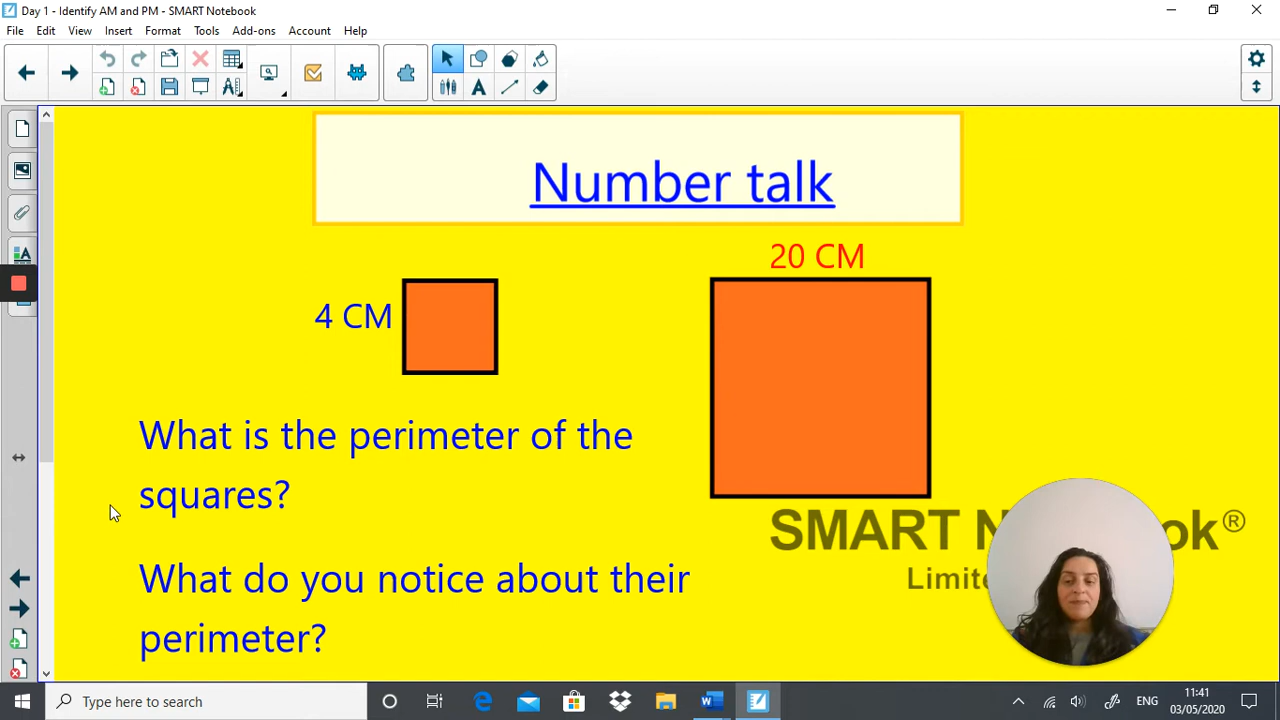 Day 1 - Identify AM and PM - SMART Notebook
File Edit View Insert Format Tools Add-ons Account Help
Number talk
20 CM
4 CM
What is the perimeter of the
squares?
What do you notice about their
perimeter?
SMART N ok®
Limite
Type here to search
ENG
11:41
03/05/2020